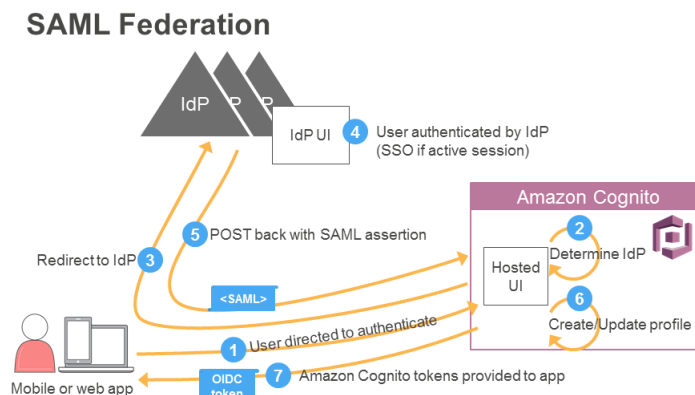 SAML Federation
IdP
P
P
IdP UI
4
User authenticated by IdP
(SSO if active session)
Amazon Cognito
2
Determine IdP
5
POST back with SAML assertion
Redirect to IdP
3
Hosted
UI
<SAML>
6
Create/Update profile
1
User directed to authenticate
OIDC
token
7
Amazon Cognito tokens provided to app
Mobile or web app